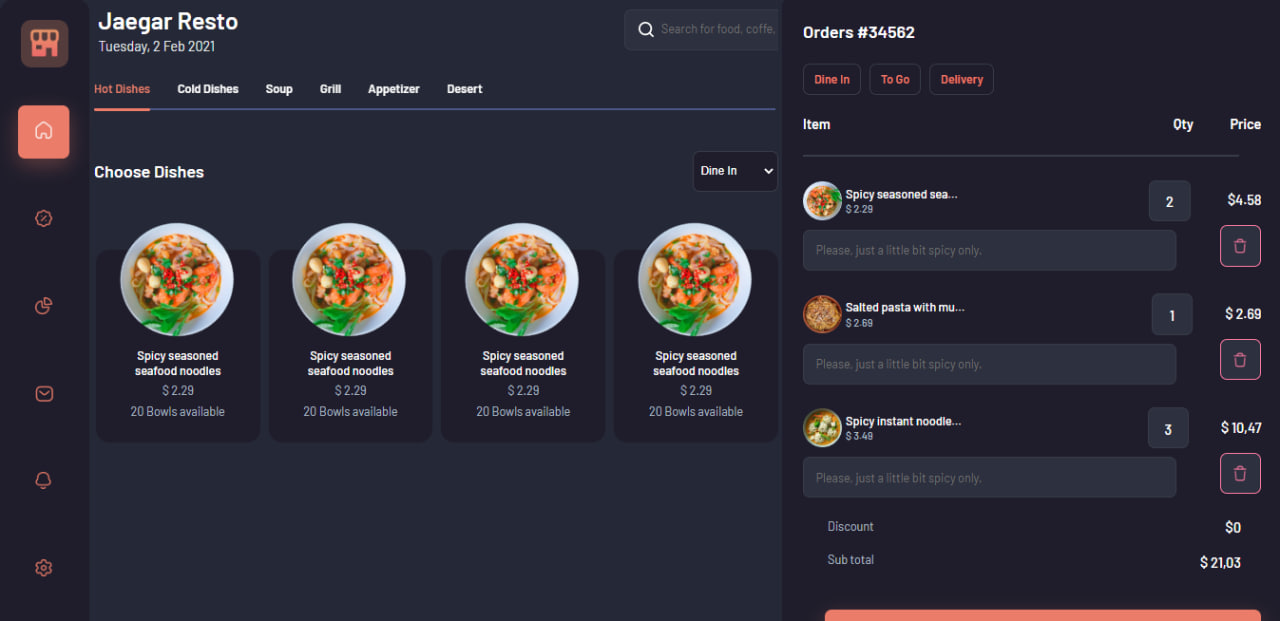 Jaegar Resto
Tuesday, 2 Feb 2021
Search for food, coffe,
Hot Dishes Cold Dishes Soup Grill Appetizer Desert
Choose Dishes
Dine In
Spicy seasoned
seafood noodles
$ 2.29
20 Bowls available
Spicy seasoned
seafood noodles
$ 2.29
20 Bowls available
Spicy seasoned
seafood noodles
$ 2.29
20 Bowls available
Spicy seasoned
seafood noodles
$ 2.29
20 Bowls available
Orders #34562
Dine In To Go Delivery
Item Qty Price
Spicy seasoned sea...
$ 2.29
2
$4.58
Please, just a little bit spicy only.
Salted pasta with mu...
$ 2.69
1
$ 2.69
Please, just a little bit spicy only.
Spicy instant noodle...
$ 3.49
3
$ 10,47
Please, just a little bit spicy only.
Discount $0
Sub total $ 21,03